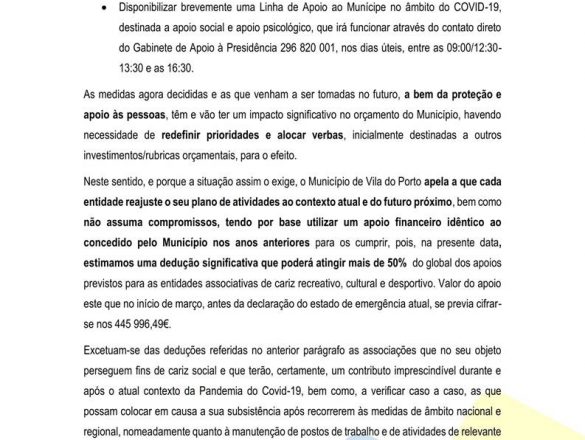 • Disponibilizar brevemente uma Linha de Apoio ao Munícipe no âmbito do COVID-19,
destinada a apoio social e apoio psicológico, que irá funcionar através do contato direto
do Gabinete de Apoio à Presidência 296 820 001, nos dias úteis, entre as 09:00/12:30-
13:30 e as 16:30.
As medidas agora decididas e as que venham a ser tomadas no futuro, a bem da proteção e
apoio às pessoas, têm e vão ter um impacto significativo no orçamento do Município, havendo
necessidade de redefinir prioridades e alocar verbas, inicialmente destinadas a outros
investimentos/rubricas orçamentais, para o efeito.
Neste sentido, e porque a situação assim o exige, o Município de Vila do Porto apela a que cada
entidade reajuste o seu plano de atividades ao contexto atual e do futuro próximo, bem como
não assuma compromissos, tendo por base utilizar um apoio financeiro idêntico ao
concedido pelo Município nos anos anteriores para os cumprir, pois, na presente data,
estimamos uma dedução significativa que poderá atingir mais de 50% do global dos apoios
previstos para as entidades associativas de cariz recreativo, cultural e desportivo. Valor do apoio
este que no início de março, antes da declaração do estado de emergência atual, se previa cifrar-
se nos 445 996,49€.
Excetuam-se das deduções referidas no anterior parágrafo as associações que no seu objeto
perseguem fins de cariz social e que terão, certamente, um contributo imprescindível durante e
após o atual contexto da Pandemia do Covid-19, bem como, a verificar caso a caso, as que
possam colocar em causa a sua subsistência após recorrerem às medidas de âmbito nacional e
regional, nomeadamente quanto à manutenção de postos de trabalho e de atividades de relevante